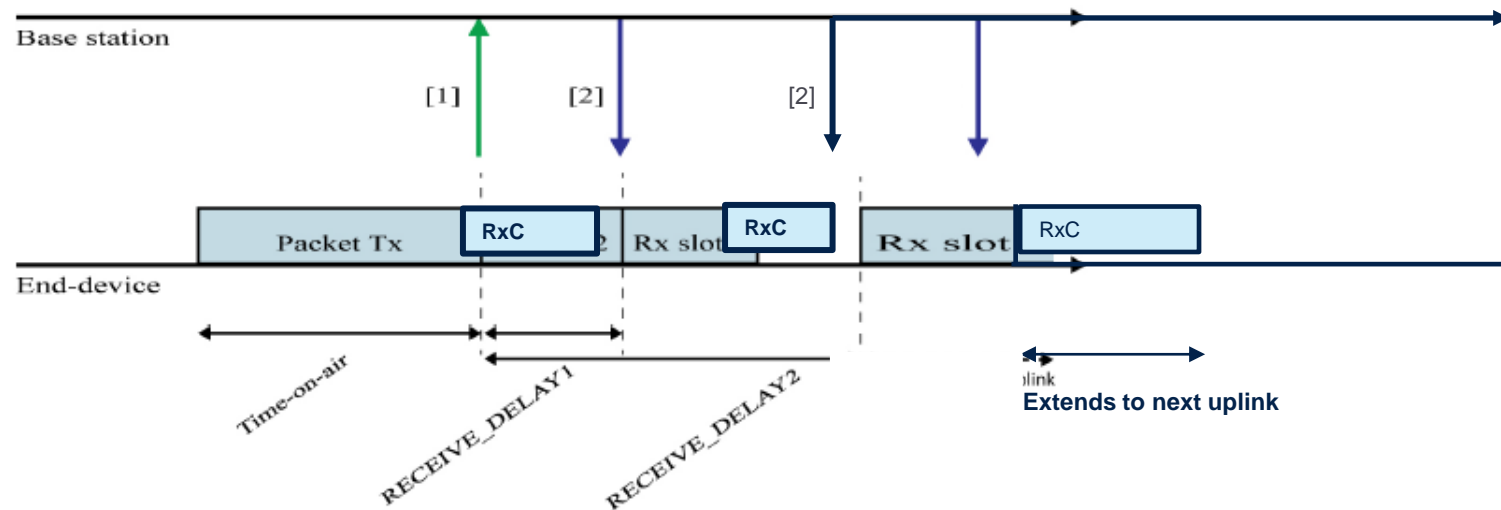 Base station
[1]
[2]
[2]
Packet Tx
RxC
2
Rx slot
RxC
Rx slot
RxC
End-device
Time-on-air
RECEIVE_DELAY1
RECEIVE_DELAY2
plink
Extends to next uplink